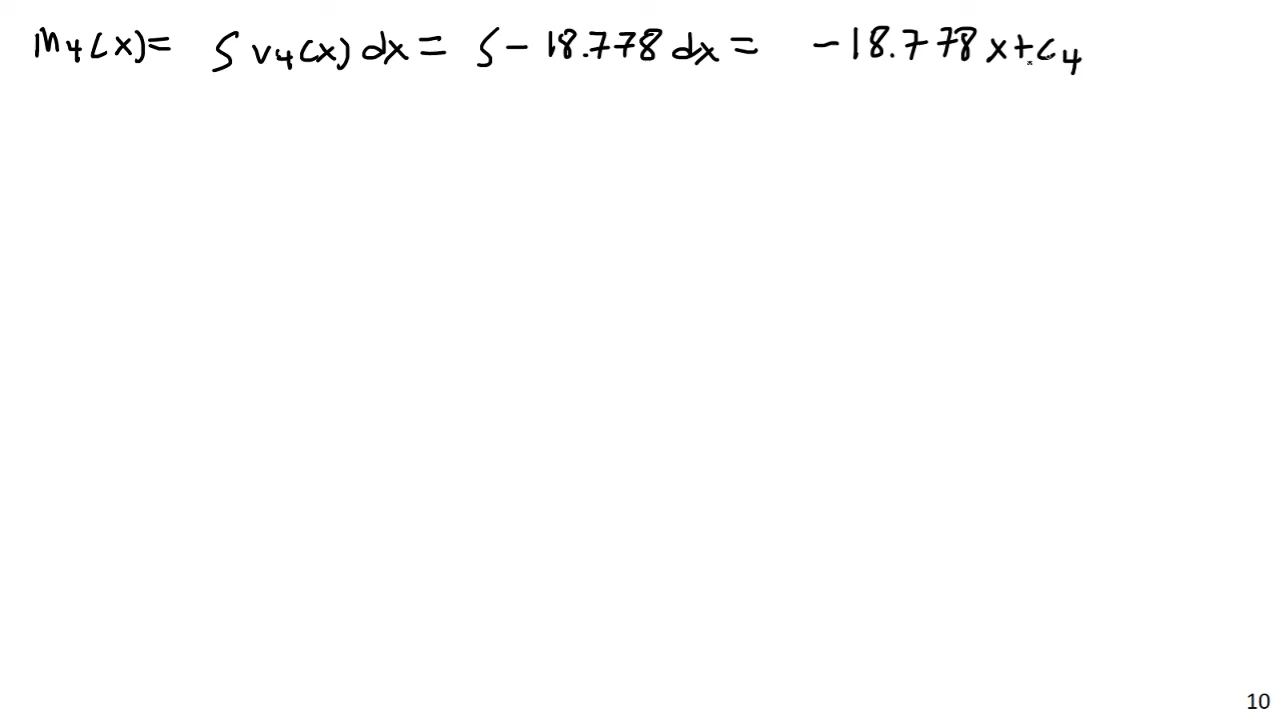 M₄(x) = ∫ v₄(x) dx = ∫ - 18.778 dx = - 18.778 x + c₄
10